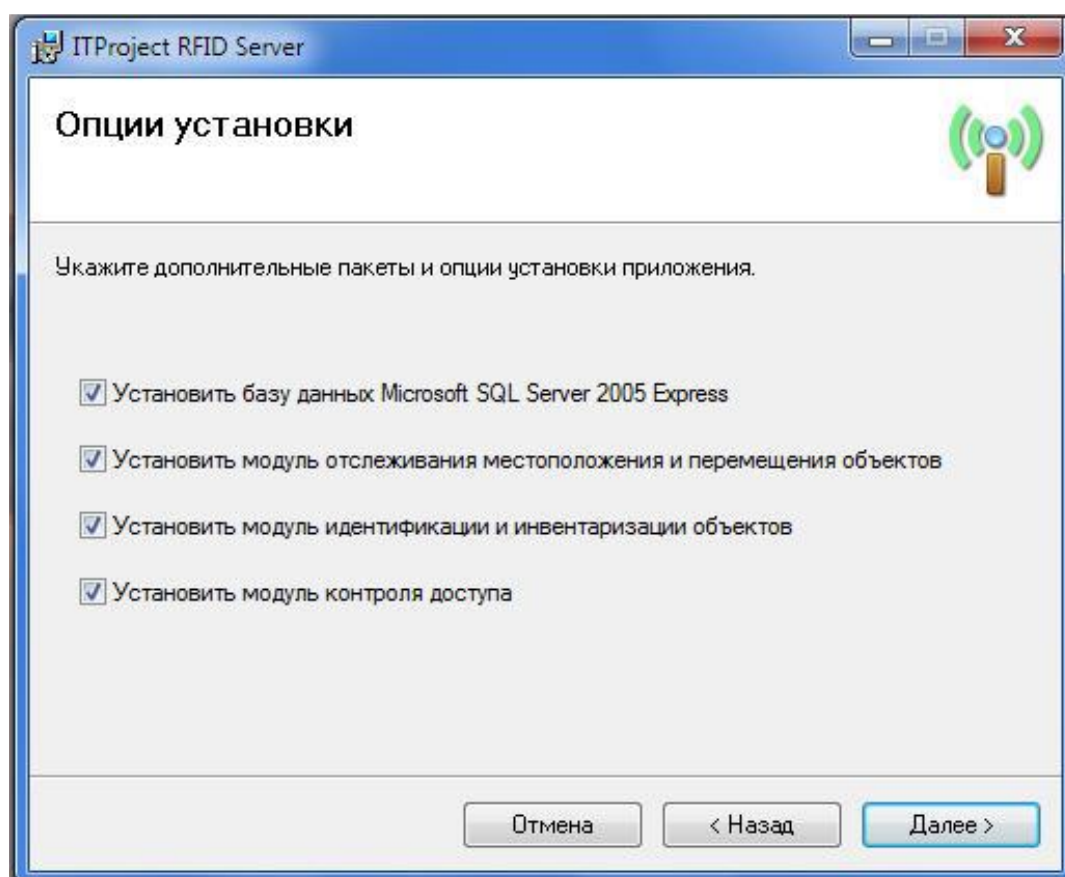 ITProject RFID Server
Опции установки
Укажите дополнительные пакеты и опции установки приложения.
Установить базу данных Microsoft SQL Server 2005 Express
Установить модуль отслеживания местоположения и перемещения объектов
Установить модуль идентификации и инвентаризации объектов
Установить модуль контроля доступа
Отмена
< Назад
Далее >